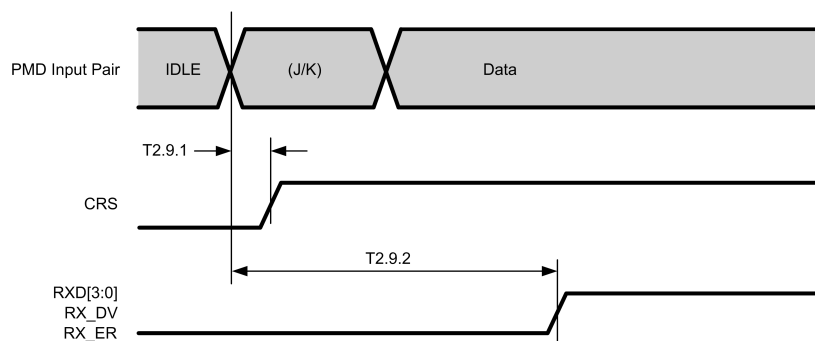 PMD Input Pair IDLE (J/K) Data
T2.9.1
CRS
T2.9.2
RXD[3:0]
RX_DV
RX_ER